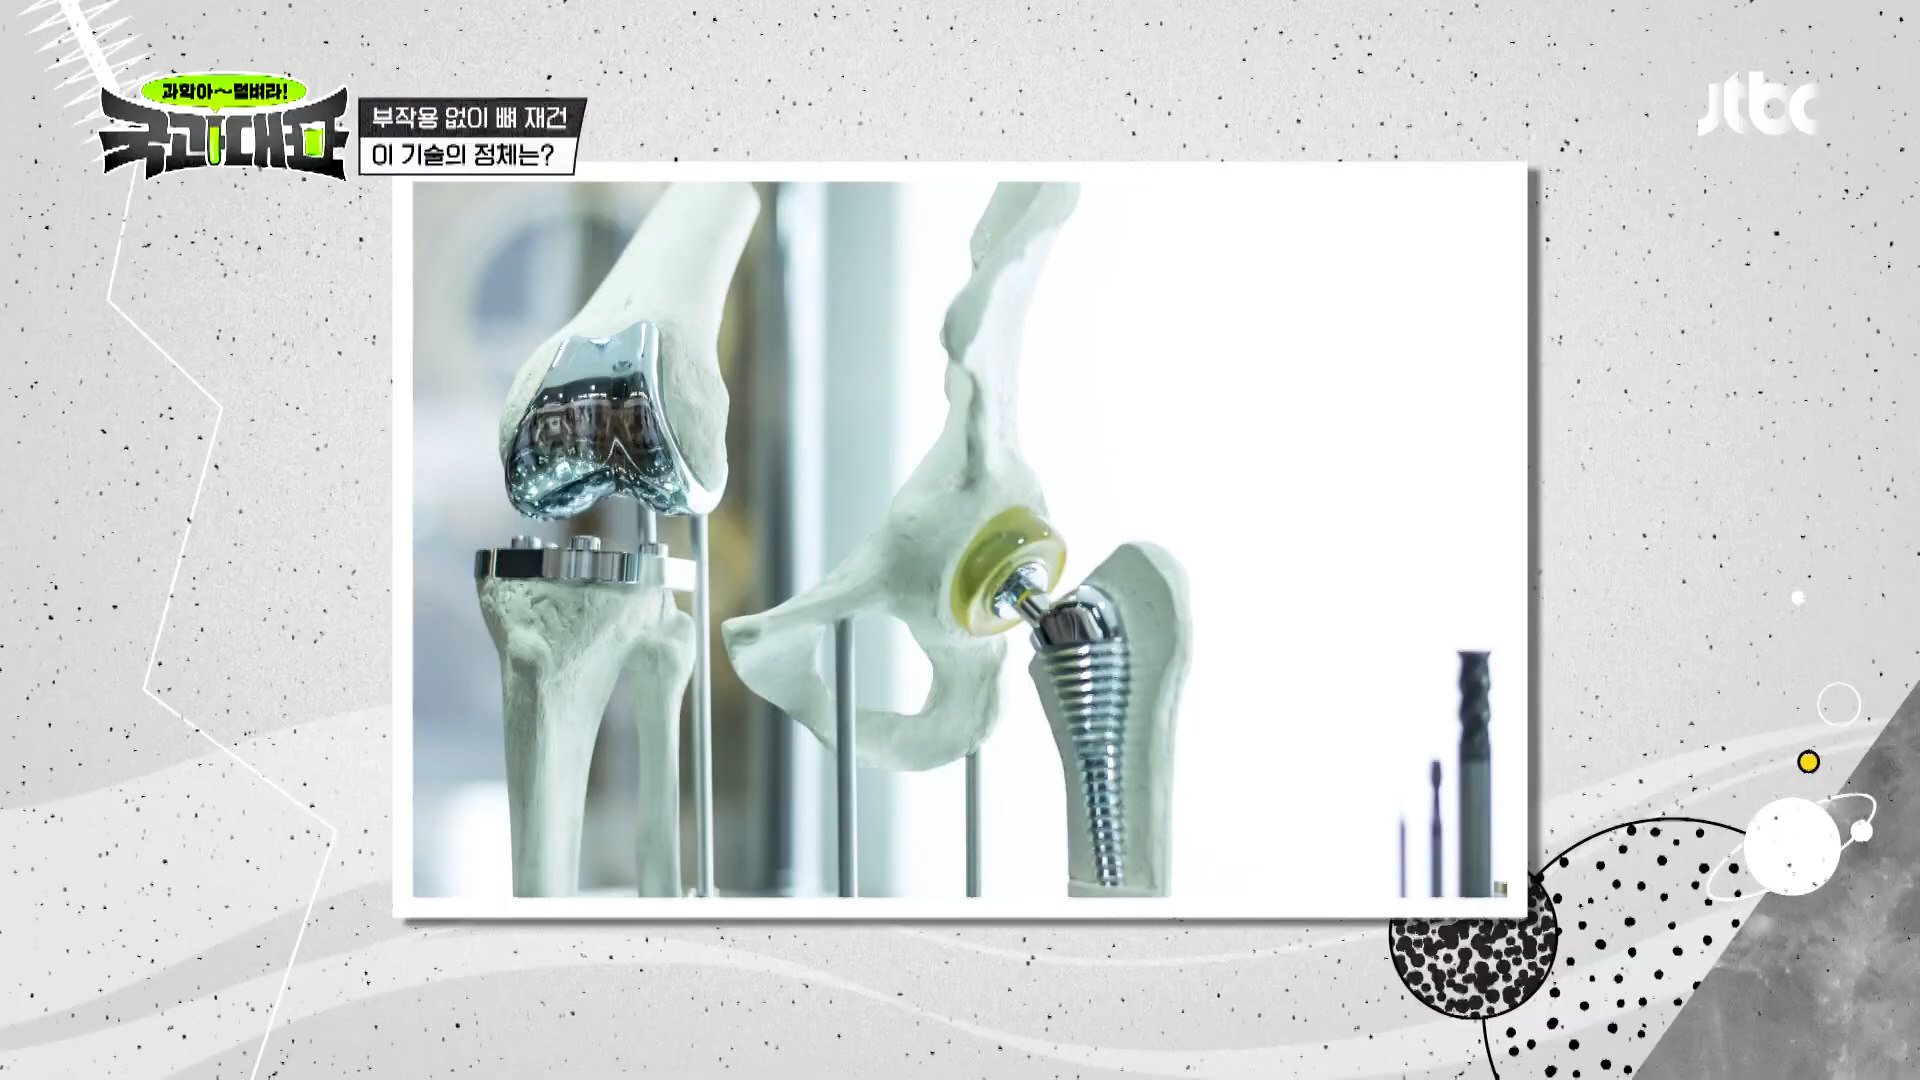 과학아~덤벼라!
국과대표
부작용 없이 뼈 재건
이 기술의 정체는?
jtbc